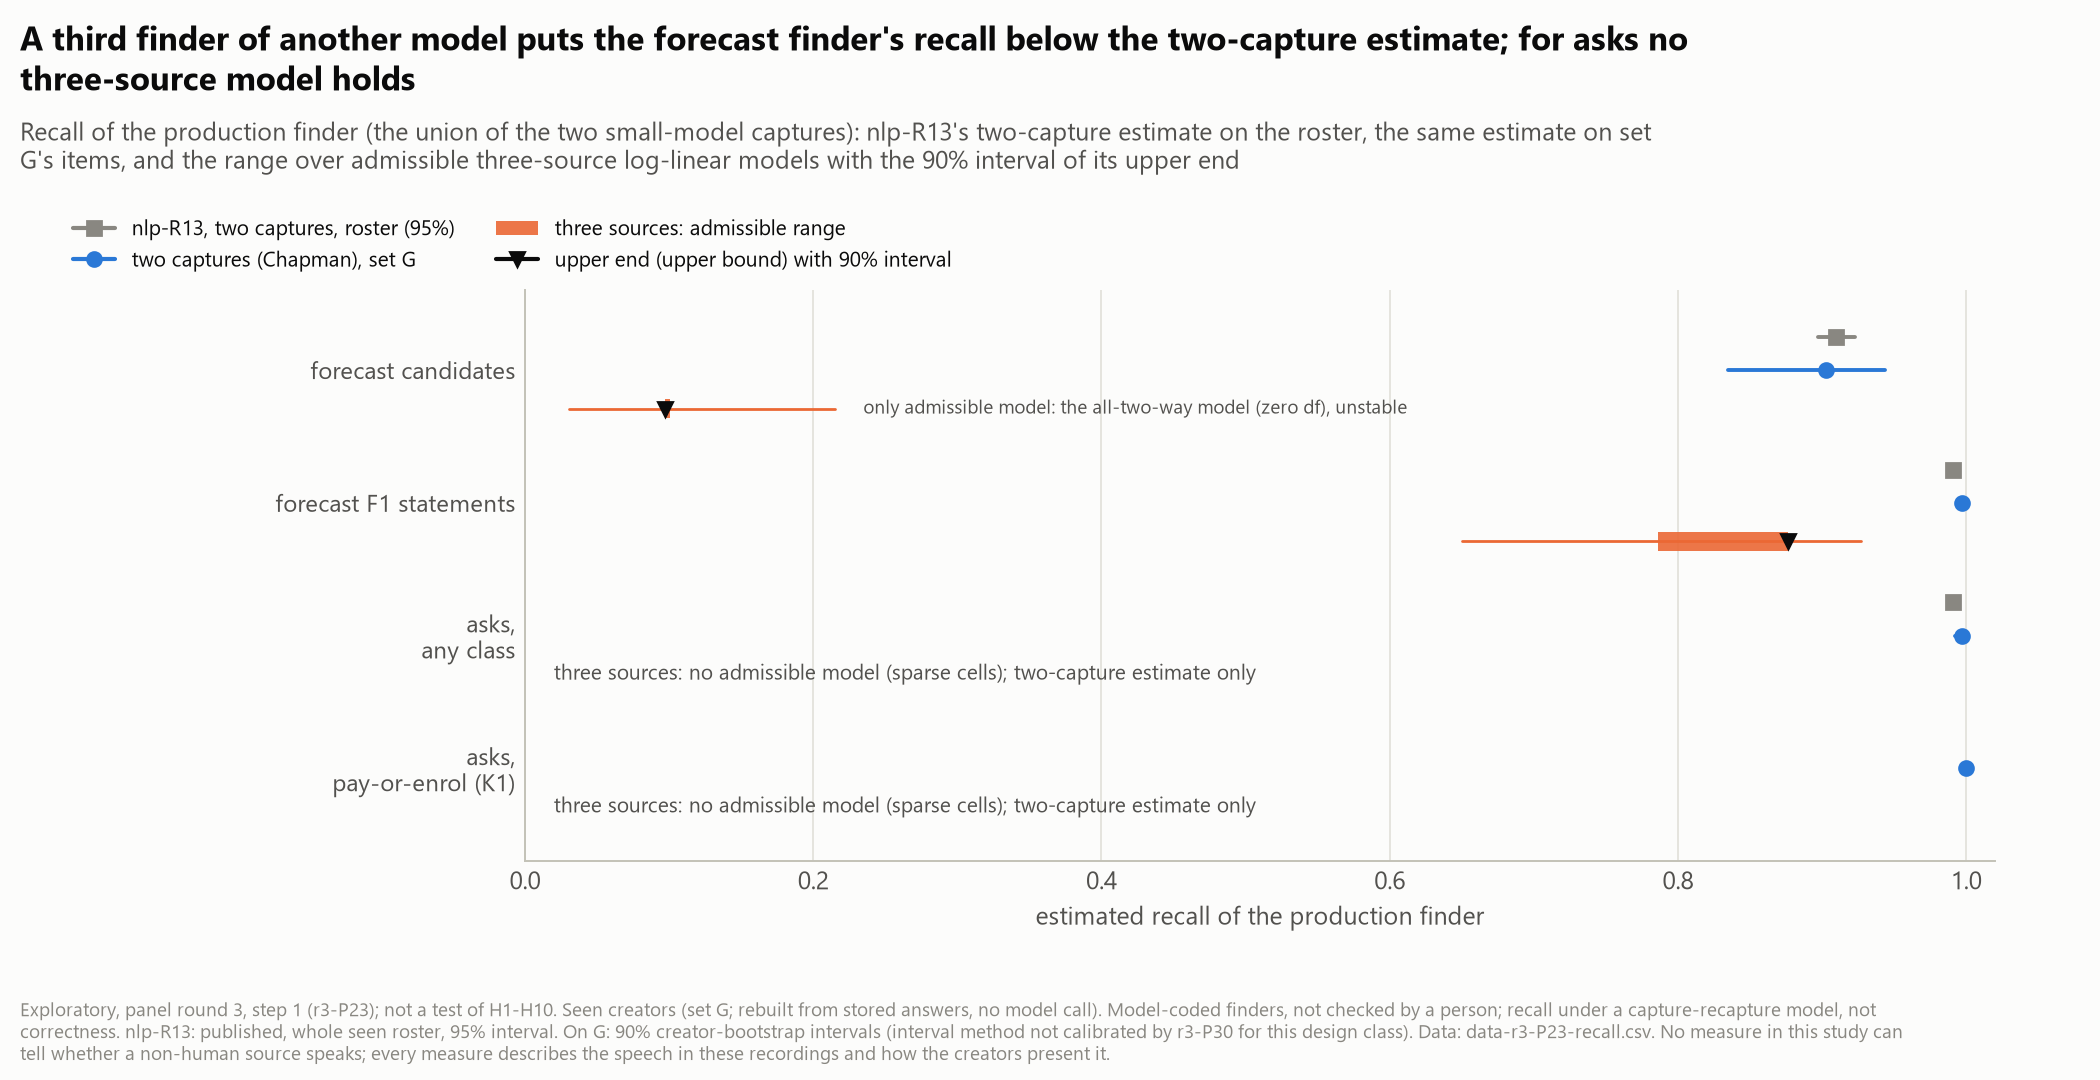 A third finder of another model puts the forecast finder's recall below the two-capture estimate; for asks no
three-source model holds
Recall of the production finder (the union of the two small-model captures): nlp-R13's two-capture estimate on the roster, the same estimate on set
G's items, and the range over admissible three-source log-linear models with the 90% interval of its upper end
nlp-R13, two captures, roster (95%)
two captures (Chapman), set G
three sources: admissible range
upper end (upper bound) with 90% interval
forecast candidates
only admissible model: the all-two-way model (zero df), unstable
forecast F1 statements
asks,
any class
three sources: no admissible model (sparse cells); two-capture estimate only
asks,
pay-or-enrol (K1)
three sources: no admissible model (sparse cells); two-capture estimate only
0.0 0.2 0.4 0.6 0.8 1.0
estimated recall of the production finder
Exploratory, panel round 3, step 1 (r3-P23); not a test of H1-H10. Seen creators (set G; rebuilt from stored answers, no model call). Model-coded finders, not checked by a person; recall under a capture-recapture model, not
correctness. nlp-R13: published, whole seen roster, 95% interval. On G: 90% creator-bootstrap intervals (interval method not calibrated by r3-P30 for this design class). Data: data-r3-P23-recall.csv. No measure in this study can
tell whether a non-human source speaks; every measure describes the speech in these recordings and how the creators present it.